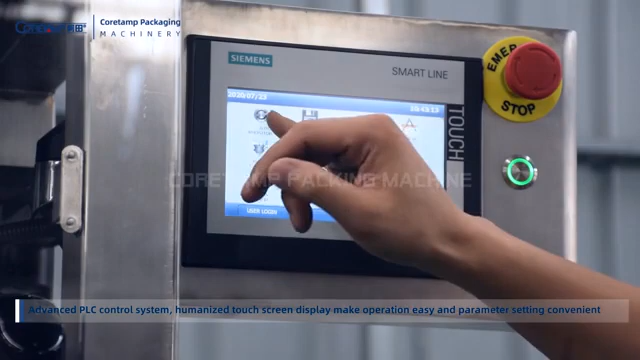 Coretamp
Coretamp Packaging
MACHINERY
SIEMENS
SMART LINE
EMER
STOP
TOUCH
2020/07/23
10:43:13
CORETAMP PACKING MACHINE
USER LOGIN
Advanced PLC control system, humanized touch screen display make operation easy and parameter setting convenient